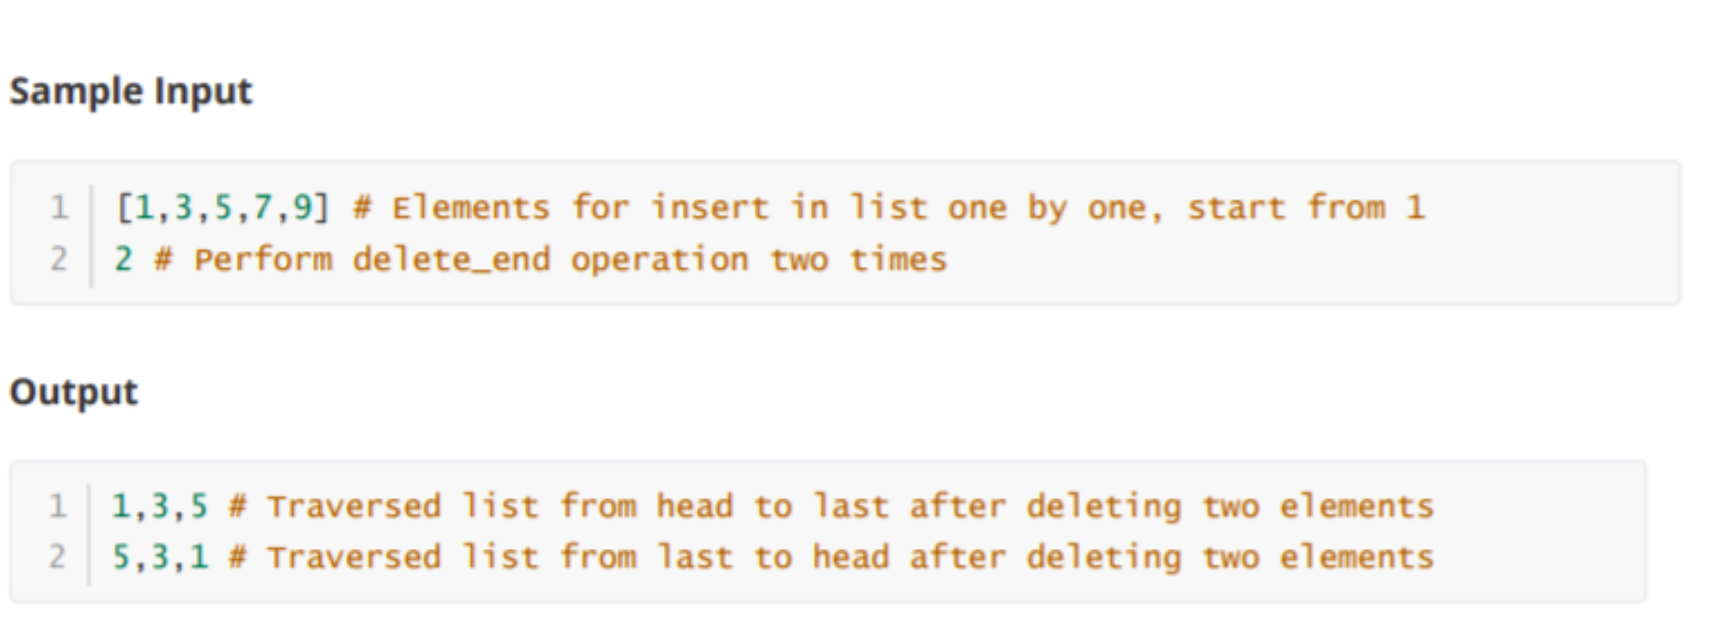 Sample Input
1 [1,3,5,7,9] # Elements for insert in list one by one, start from 1
2 2 # Perform delete_end operation two times
Output
1 1,3,5 # Traversed list from head to last after deleting two elements
2 5,3,1 # Traversed list from last to head after deleting two elements